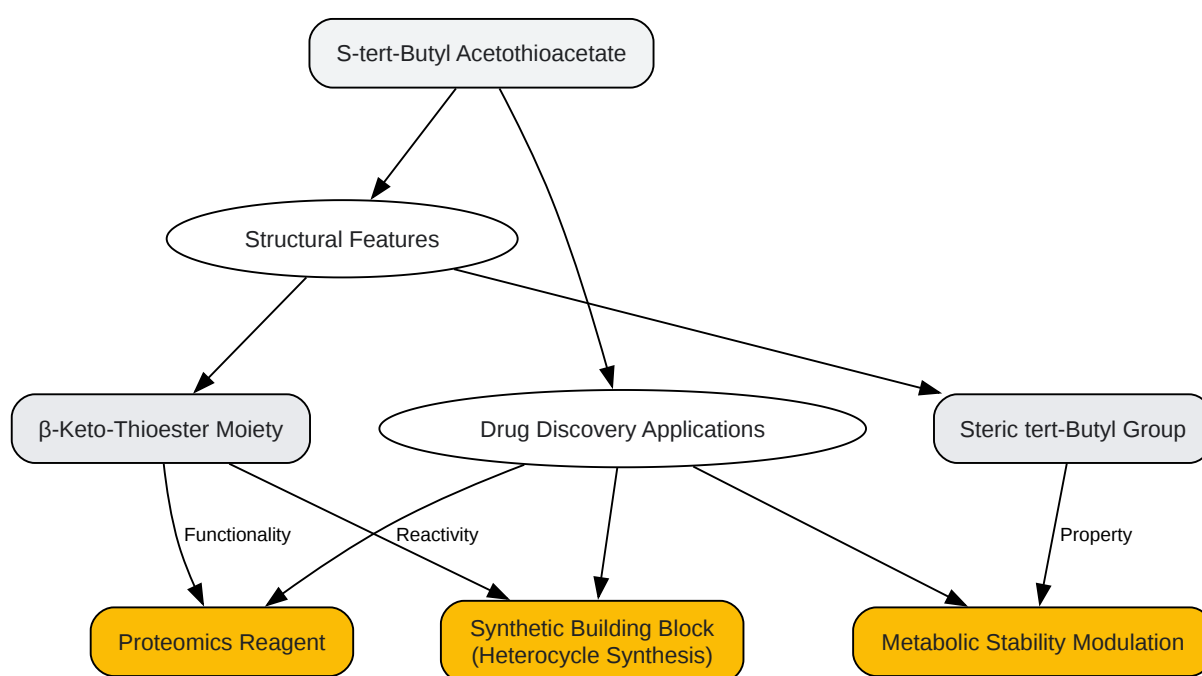 S-tert-Butyl Acetothioacetate
Structural Features
β-Keto-Thioester Moiety
Drug Discovery Applications
Steric tert-Butyl Group
Functionality
Reactivity
Property
Proteomics Reagent
Synthetic Building Block
(Heterocycle Synthesis)
Metabolic Stability Modulation